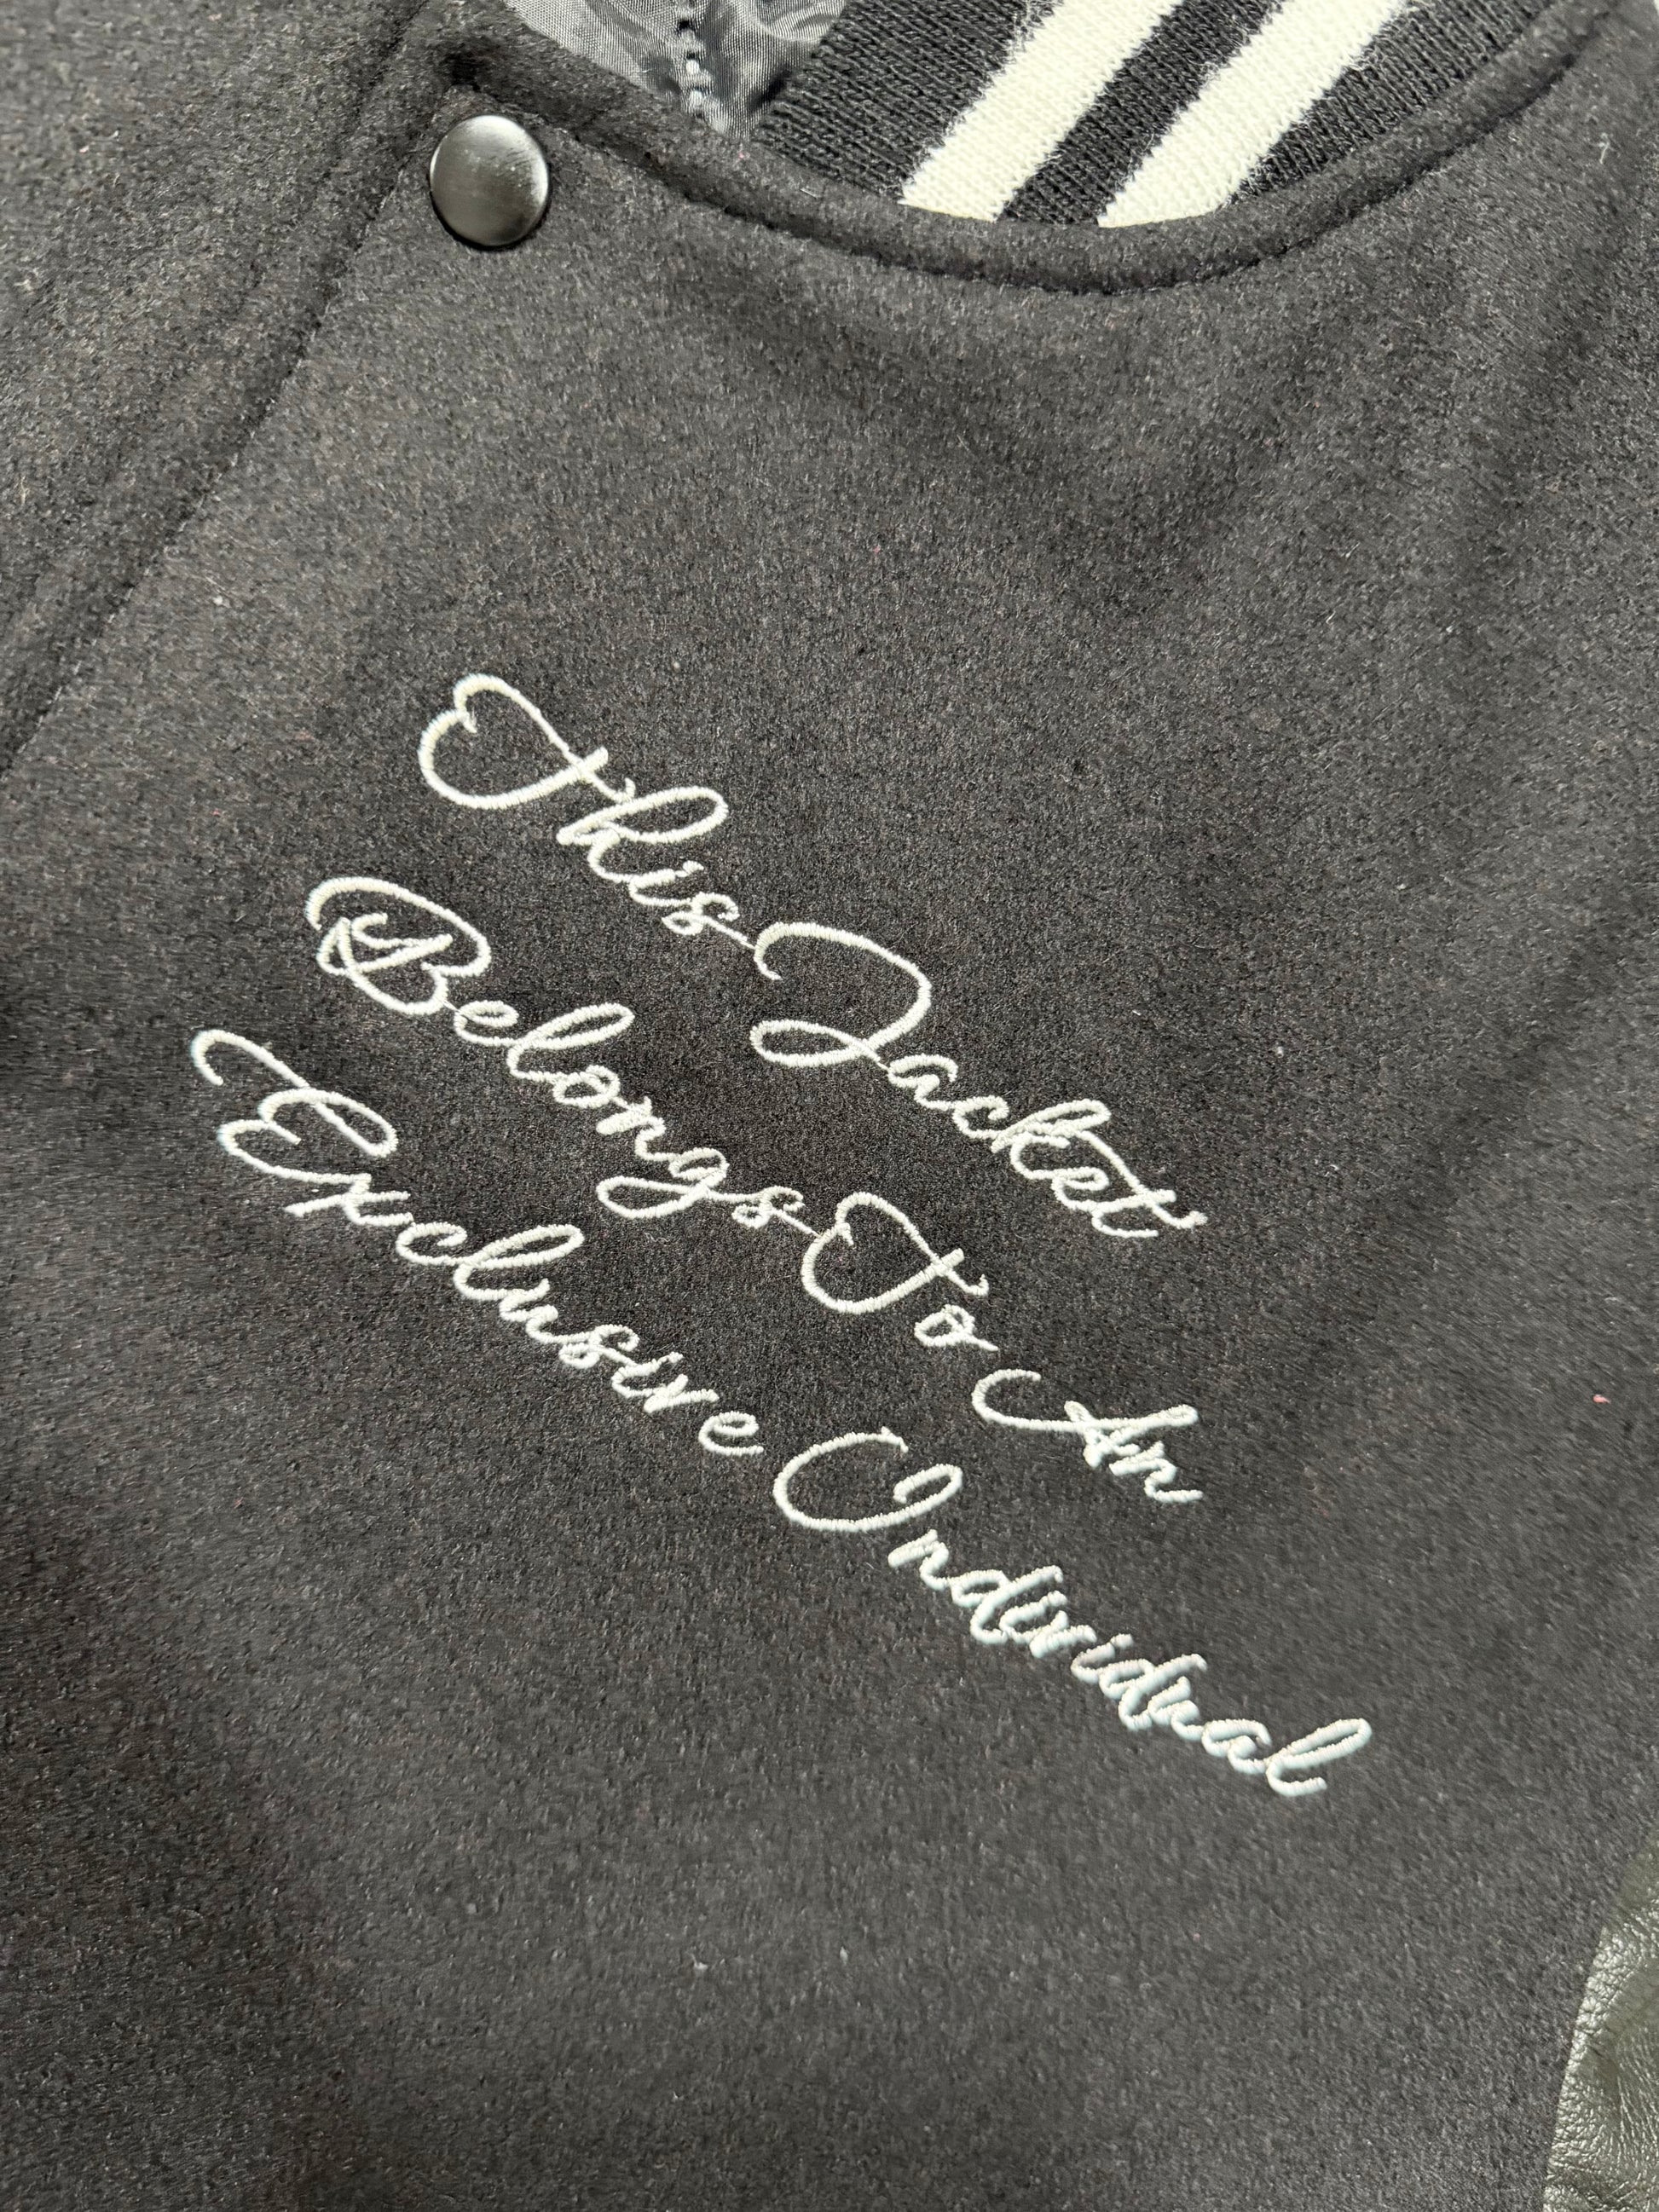 This Jacket
Belongs To An
Exclusive Individual